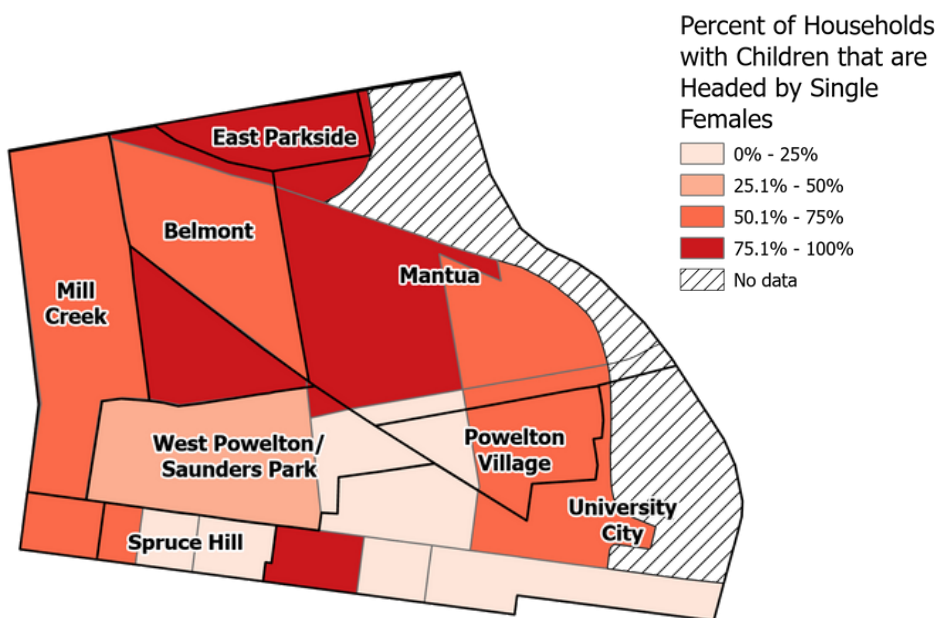 Percent of Households
with Children that are
Headed by Single
Females
0% - 25%
25.1% - 50%
50.1% - 75%
75.1% - 100%
No data
East Parkside
Belmont
Mantua
Mill
Creek
West Powelton/
Saunders Park
Powelton
Village
University
City
Spruce Hill